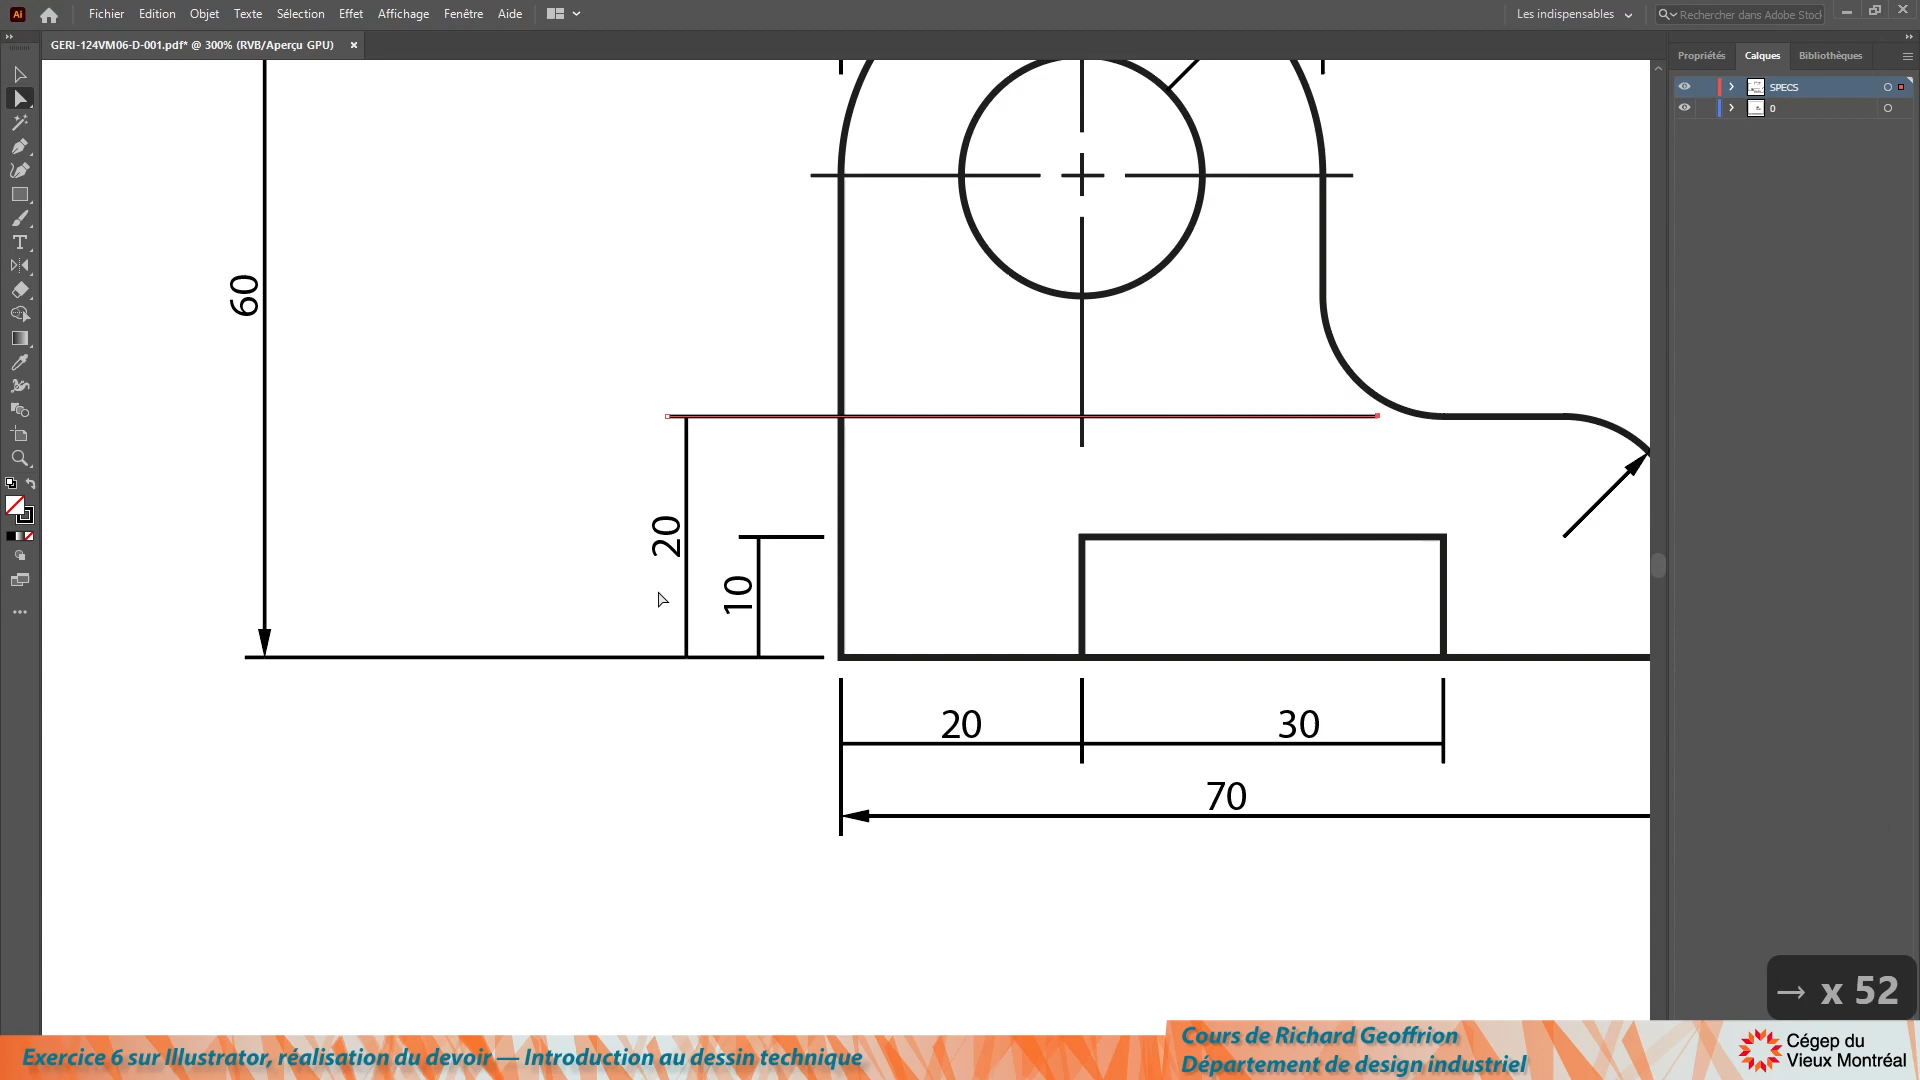 Ai
Fichier Edition Objet Texte Sélection Effet Affichage Fenêtre Aide
Les indispensables
Rechercher dans Adobe Stock
GERI-124VM06-D-001.pdf* @ 300% (RVB/Aperçu GPU) ×
Propriétés Calques Bibliothèques
SPECS
0
60
20
10
20 30
70
→ x 52
Exercice 6 sur Illustrator, réalisation du devoir — Introduction au dessin technique
Cours de Richard Geoffrion
Département de design industriel
Cégep du
Vieux Montréal